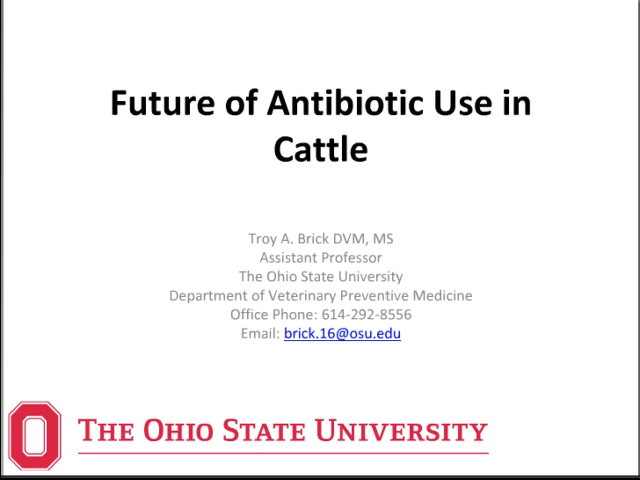 Future of Antibiotic Use in
Cattle
Troy A. Brick DVM, MS
Assistant Professor
The Ohio State University
Department of Veterinary Preventive Medicine
Office Phone: 614-292-8556
Email: brick.16@osu.edu
THE OHIO STATE UNIVERSITY